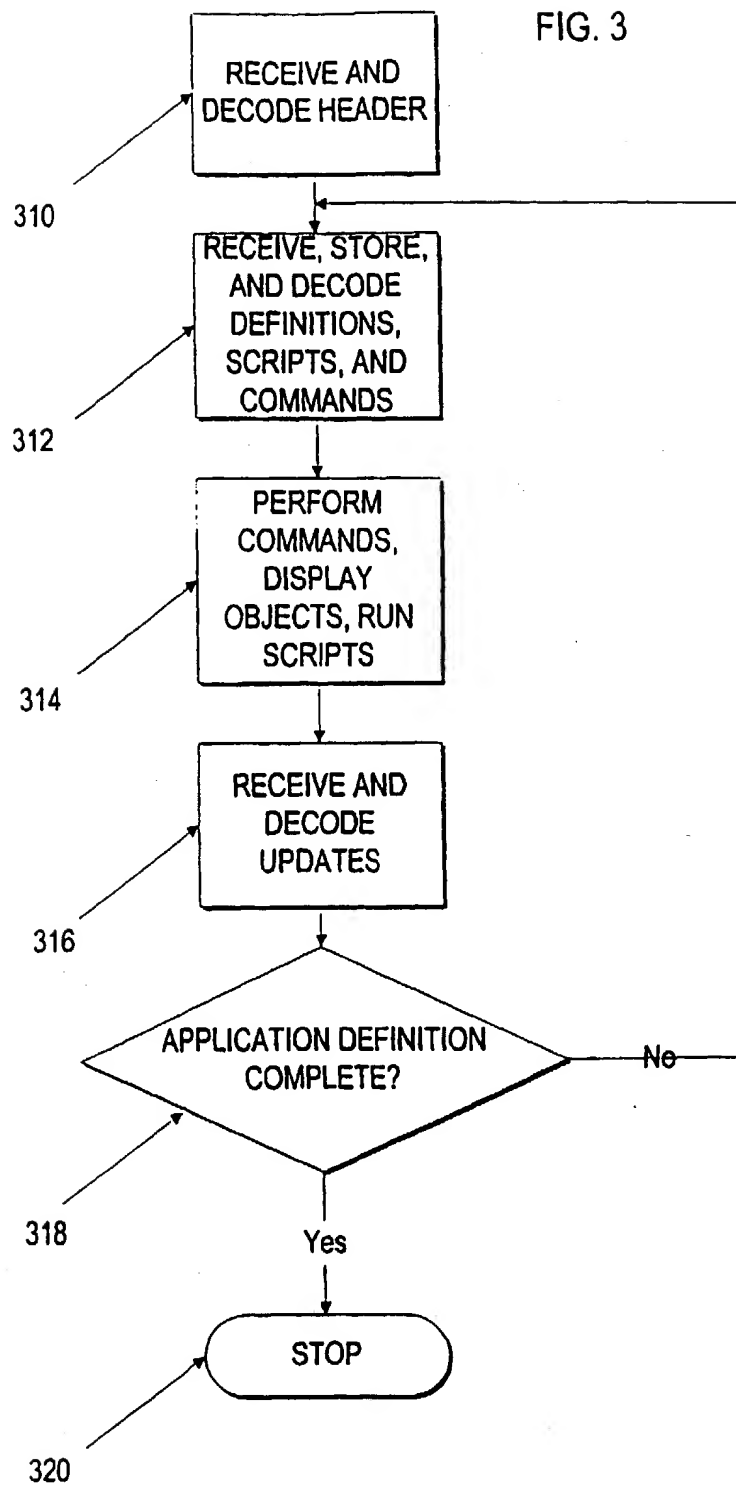 FIG. 3
RECEIVE AND
DECODE HEADER
310
RECEIVE, STORE,
AND DECODE
DEFINITIONS,
SCRIPTS, AND
COMMANDS
312
PERFORM
COMMANDS,
DISPLAY
OBJECTS, RUN
SCRIPTS
314
RECEIVE AND
DECODE
UPDATES
316
APPLICATION DEFINITION
COMPLETE?
No
318
Yes
STOP
320